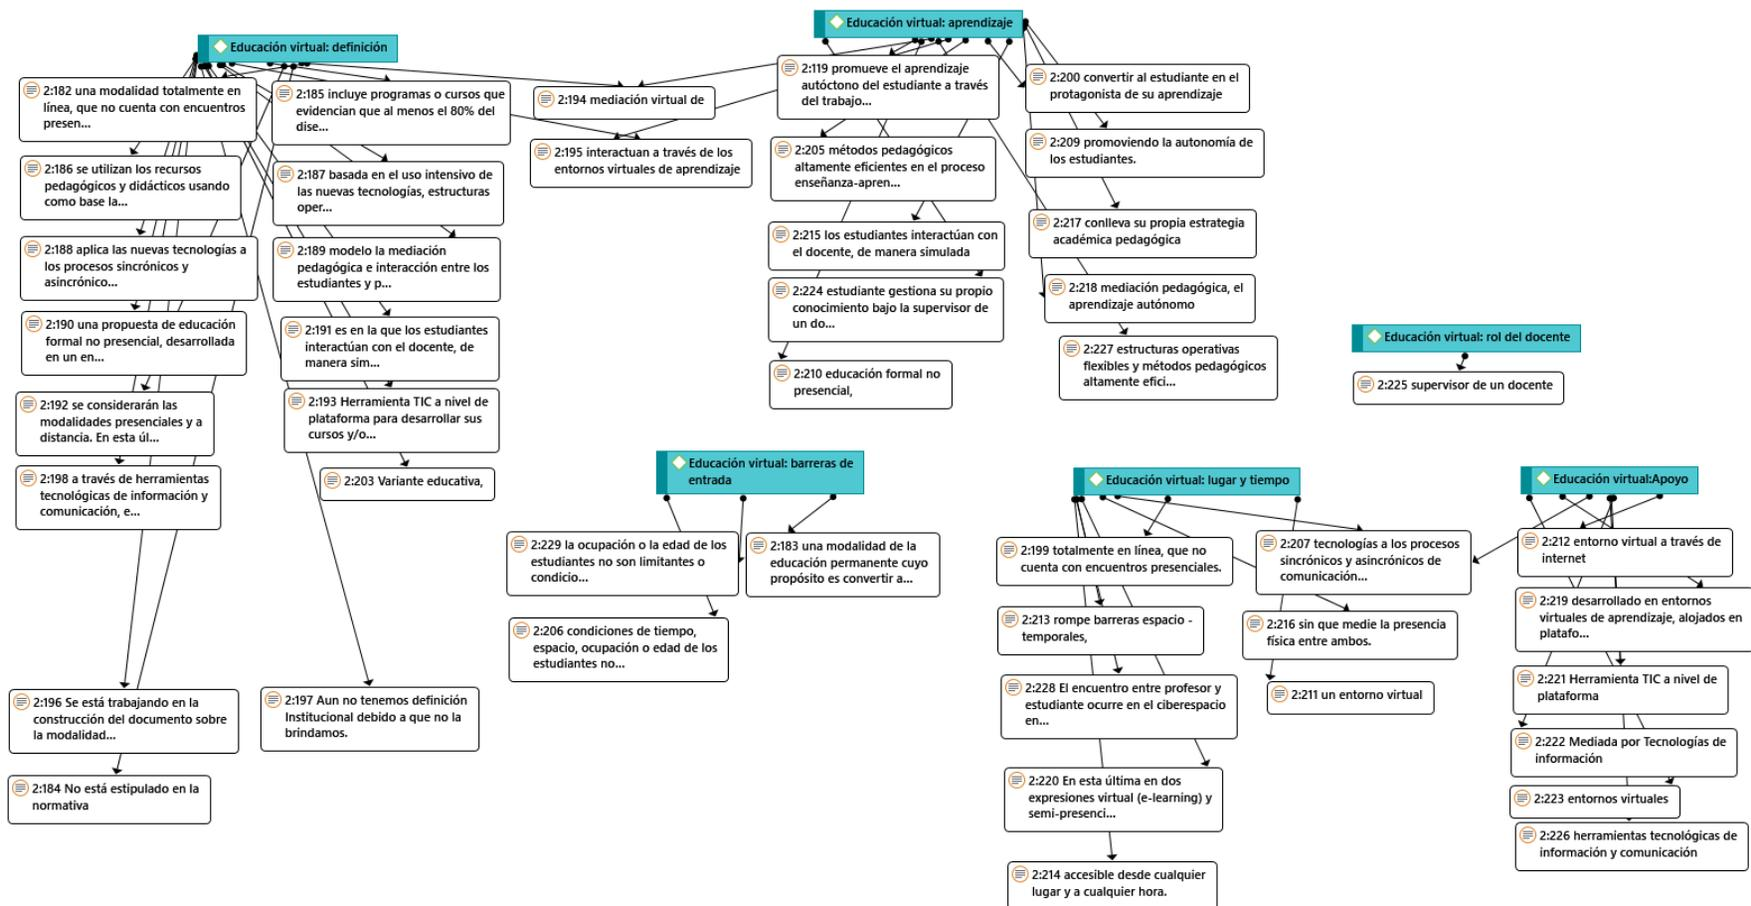 Educación virtual: definición
2:182 una modalidad totalmente en
línea, que no cuenta con encuentros
presen...
2:185 incluye programas o cursos que
evidencian que al menos el 80% del
dise...
2:186 se utilizan los recursos
pedagógicos y didácticos usando
como base la...
2:187 basada en el uso intensivo de
las nuevas tecnologías, estructuras
oper...
2:188 aplica las nuevas tecnologías a
los procesos sincrónicos y
asincrónico...
2:189 modelo la mediación
pedagógica e interacción entre los
estudiantes y p...
2:190 una propuesta de educación
formal no presencial, desarrollada
en un en...
2:191 es en la que los estudiantes
interactúan con el docente, de
manera sim...
2:192 se considerarán las
modalidades presenciales y a
distancia. En esta úl...
2:193 Herramienta TIC a nivel de
plataforma para desarrollar sus
cursos y/o...
2:198 a través de herramientas
tecnológicas de información y
comunicación, e...
2:203 Variante educativa,
2:196 Se está trabajando en la
construcción del documento sobre
la modalidad...
2:197 Aun no tenemos definición
Institucional debido a que no la
brindamos.
2:184 No está estipulado en la
normativa
2:194 mediación virtual de
2:195 interactuan a través de los
entornos virtuales de aprendizaje
Educación virtual: aprendizaje
2:119 promueve el aprendizaje
autóctono del estudiante a través
del trabajo...
2:200 convertir al estudiante en el
protagonista de su aprendizaje
2:205 métodos pedagógicos
altamente eficientes en el proceso
enseñanza-apren...
2:209 promoviendo la autonomía de
los estudiantes.
2:215 los estudiantes interactúan con
el docente, de manera simulada
2:217 conlleva su propia estrategia
académica pedagógica
2:224 estudiante gestiona su propio
conocimiento bajo la supervisor de
un do...
2:218 mediación pedagógica, el
aprendizaje autónomo
2:210 educación formal no
presencial,
2:227 estructuras operativas
flexibles y métodos pedagógicos
altamente efici...
Educación virtual: rol del docente
2:225 supervisor de un docente
Educación virtual: barreras de
entrada
2:229 la ocupación o la edad de los
estudiantes no son limitantes o
condicio...
2:183 una modalidad de la
educación permanente cuyo
propósito es convertir a...
2:206 condiciones de tiempo,
espacio, ocupación o edad de los
estudiantes no...
Educación virtual: lugar y tiempo
2:199 totalmente en línea, que no
cuenta con encuentros presenciales.
2:207 tecnologías a los procesos
sincrónicos y asincrónicos de
comunicación...
2:213 rompe barreras espacio -
temporales,
2:216 sin que medie la presencia
física entre ambos.
2:228 El encuentro entre profesor y
estudiante ocurre en el ciberespacio
en...
2:211 un entorno virtual
2:220 En esta última en dos
expresiones virtual (e-learning) y
semi-presenci...
2:214 accesible desde cualquier
lugar y a cualquier hora.
Educación virtual:Apoyo
2:212 entorno virtual a través de
internet
2:219 desarrollado en entornos
virtuales de aprendizaje, alojados en
platafo...
2:221 Herramienta TIC a nivel de
plataforma
2:222 Mediada por Tecnologías de
información
2:223 entornos virtuales
2:226 herramientas tecnológicas de
información y comunicación